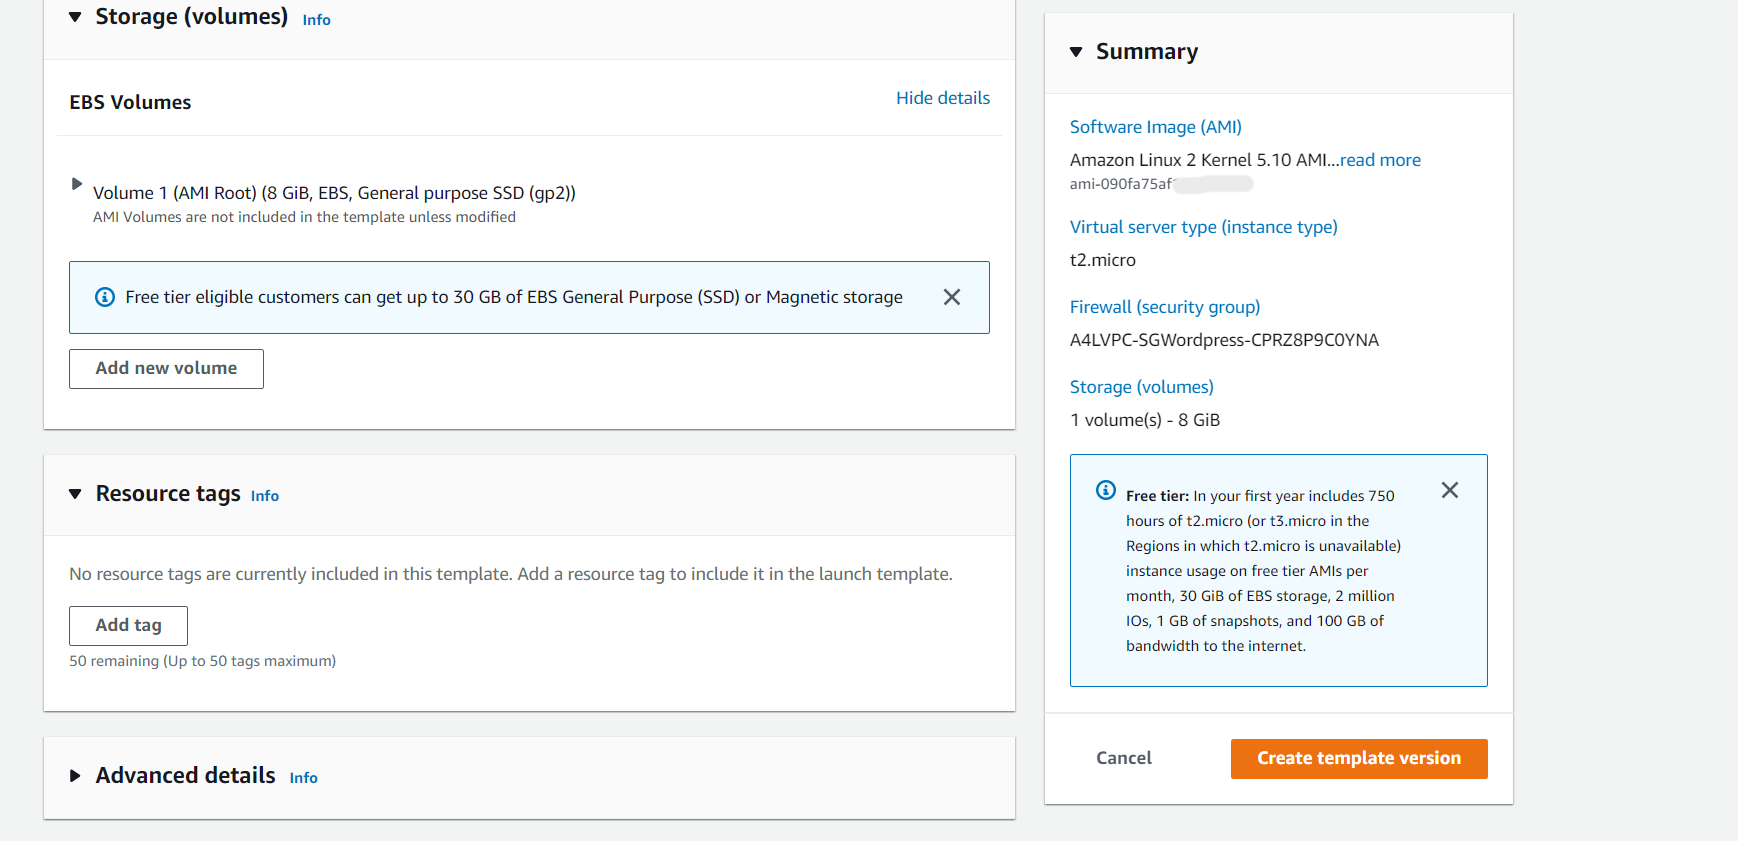 Storage (volumes) Info
EBS Volumes
Hide details
Volume 1 (AMI Root) (8 GiB, EBS, General purpose SSD (gp2))
AMI Volumes are not included in the template unless modified
Free tier eligible customers can get up to 30 GB of EBS General Purpose (SSD) or Magnetic storage
Add new volume
Resource tags Info
No resource tags are currently included in this template. Add a resource tag to include it in the launch template.
Add tag
50 remaining (Up to 50 tags maximum)
Advanced details Info
Summary
Software Image (AMI)
Amazon Linux 2 Kernel 5.10 AMI...read more
ami-090fa75af
Virtual server type (instance type)
t2.micro
Firewall (security group)
A4LVPC-SGWordpress-CPRZ8P9C0YNA
Storage (volumes)
1 volume(s) - 8 GiB
Free tier: In your first year includes 750
hours of t2.micro (or t3.micro in the
Regions in which t2.micro is unavailable)
instance usage on free tier AMIs per
month, 30 GiB of EBS storage, 2 million
IOs, 1 GB of snapshots, and 100 GB of
bandwidth to the internet.
Cancel
Create template version